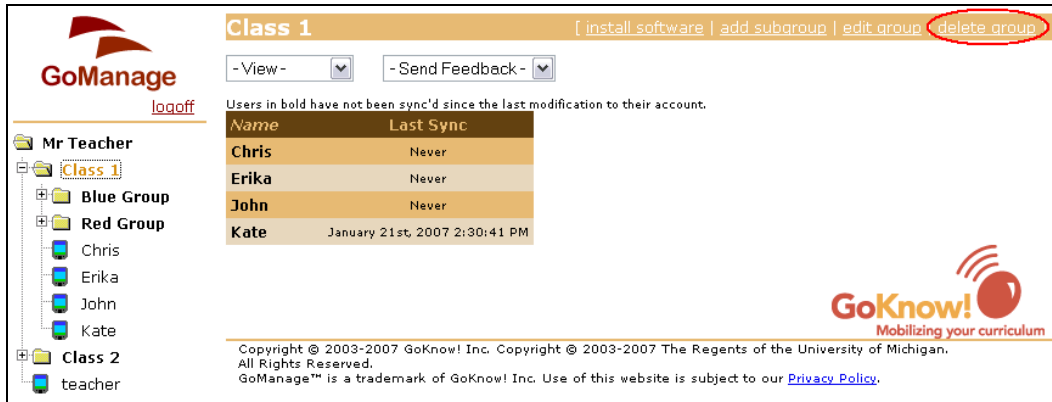 GoManage
logoff
Mr Teacher
Class 1
Blue Group
Red Group
Chris
Erika
John
Kate
Class 2
teacher
Class 1 [ install software | add subgroup | edit group | delete group
-View- -Send Feedback-
Users in bold have not been sync'd since the last modification to their account.
Name Last Sync
Chris Never
Erika Never
John Never
Kate January 21st, 2007 2:30:41 PM
GoKnow!
Mobilizing your curriculum
Copyright © 2003-2007 GoKnow! Inc. Copyright © 2003-2007 The Regents of the University of Michigan.
All Rights Reserved.
GoManage™ is a trademark of GoKnow! Inc. Use of this website is subject to our Privacy Policy.